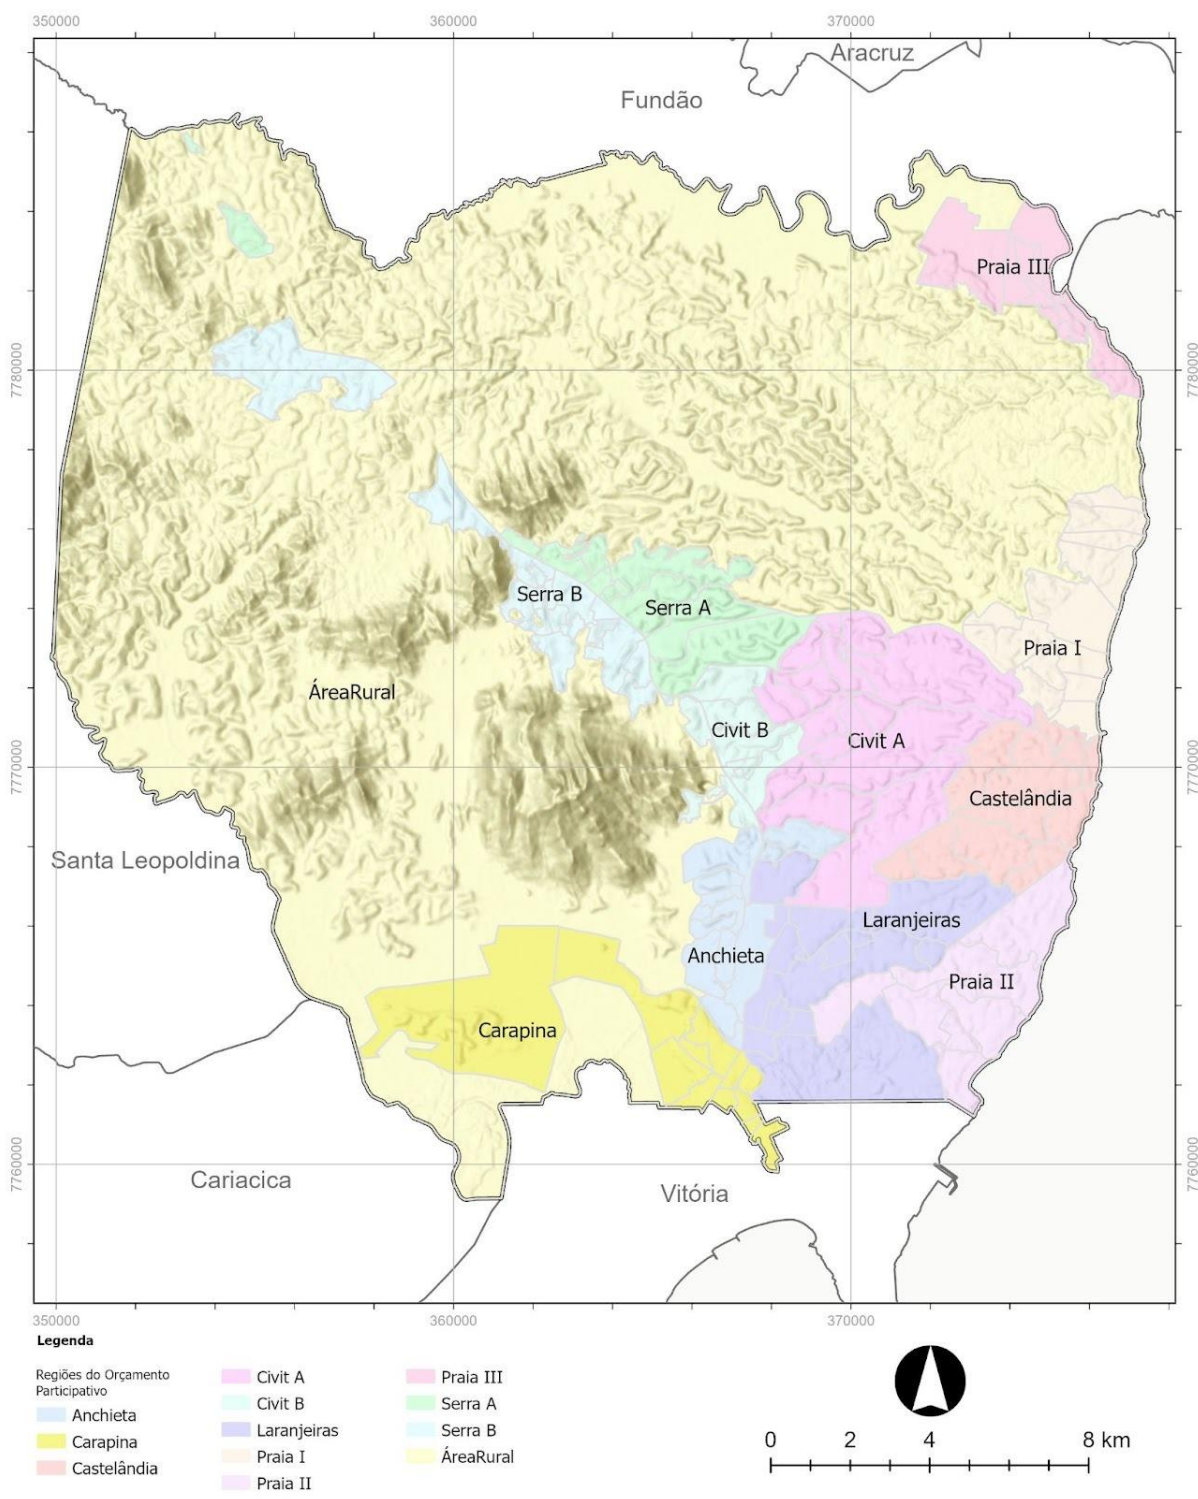 350000
360000
370000
Aracruz
Fundão
Praia III
7780000
7780000
Serra B
Serra A
Praia I
ÁreaRural
Civit B
Civit A
7770000
7770000
Castelândia
Santa Leopoldina
Laranjeiras
Anchieta
Praia II
Carapina
7760000
7760000
Cariacica
Vitória
350000
360000
370000
Legenda
Regiões do Orçamento
Participativo
Anchieta
Carapina
Castelândia
Civit A
Civit B
Laranjeiras
Praia I
Praia II
Praia III
Serra A
Serra B
ÁreaRural
0 2 4 8 km